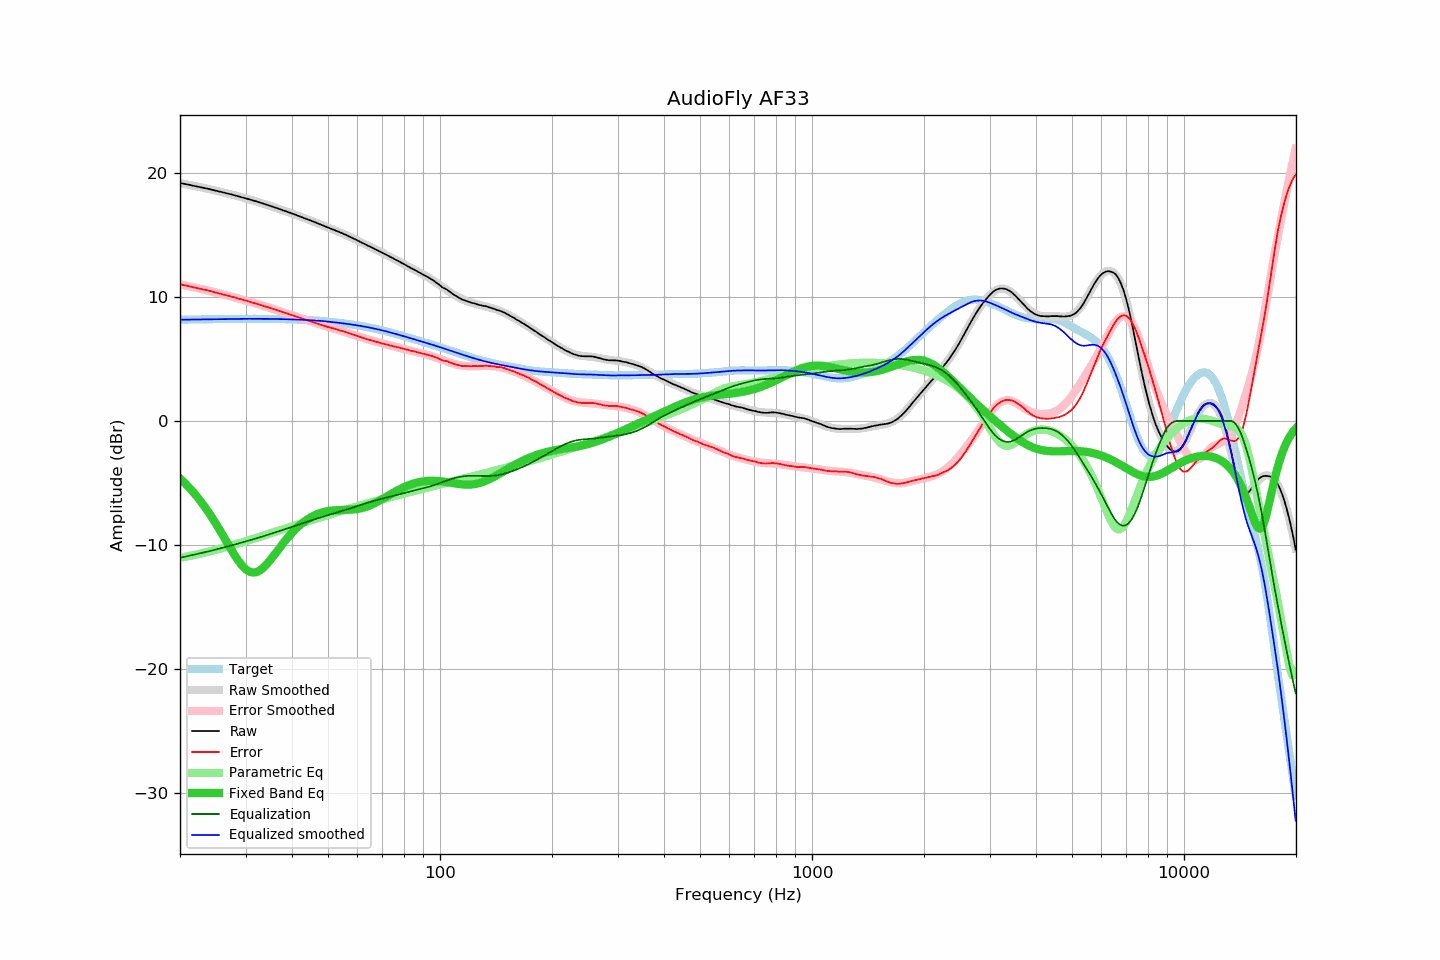 AudioFly AF33
20
10
0
−10
−20
−30
Amplitude (dBr)
Target
Raw Smoothed
Error Smoothed
Raw
Error
Parametric Eq
Fixed Band Eq
Equalization
Equalized smoothed
100
1000
10000
Frequency (Hz)